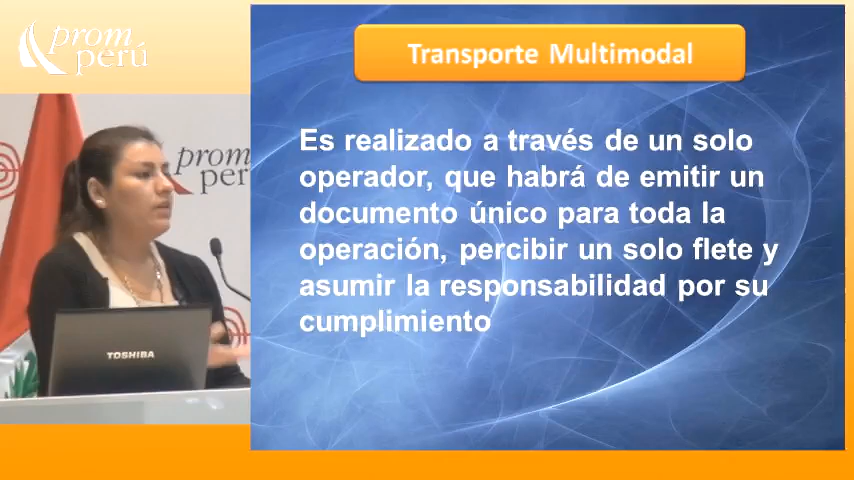 prom
perú
Transporte Multimodal
prom
per
Es realizado a través de un solo
operador, que habrá de emitir un
documento único para toda la
operación, percibir un solo flete y
asumir la responsabilidad por su
cumplimiento
TOSHIBA